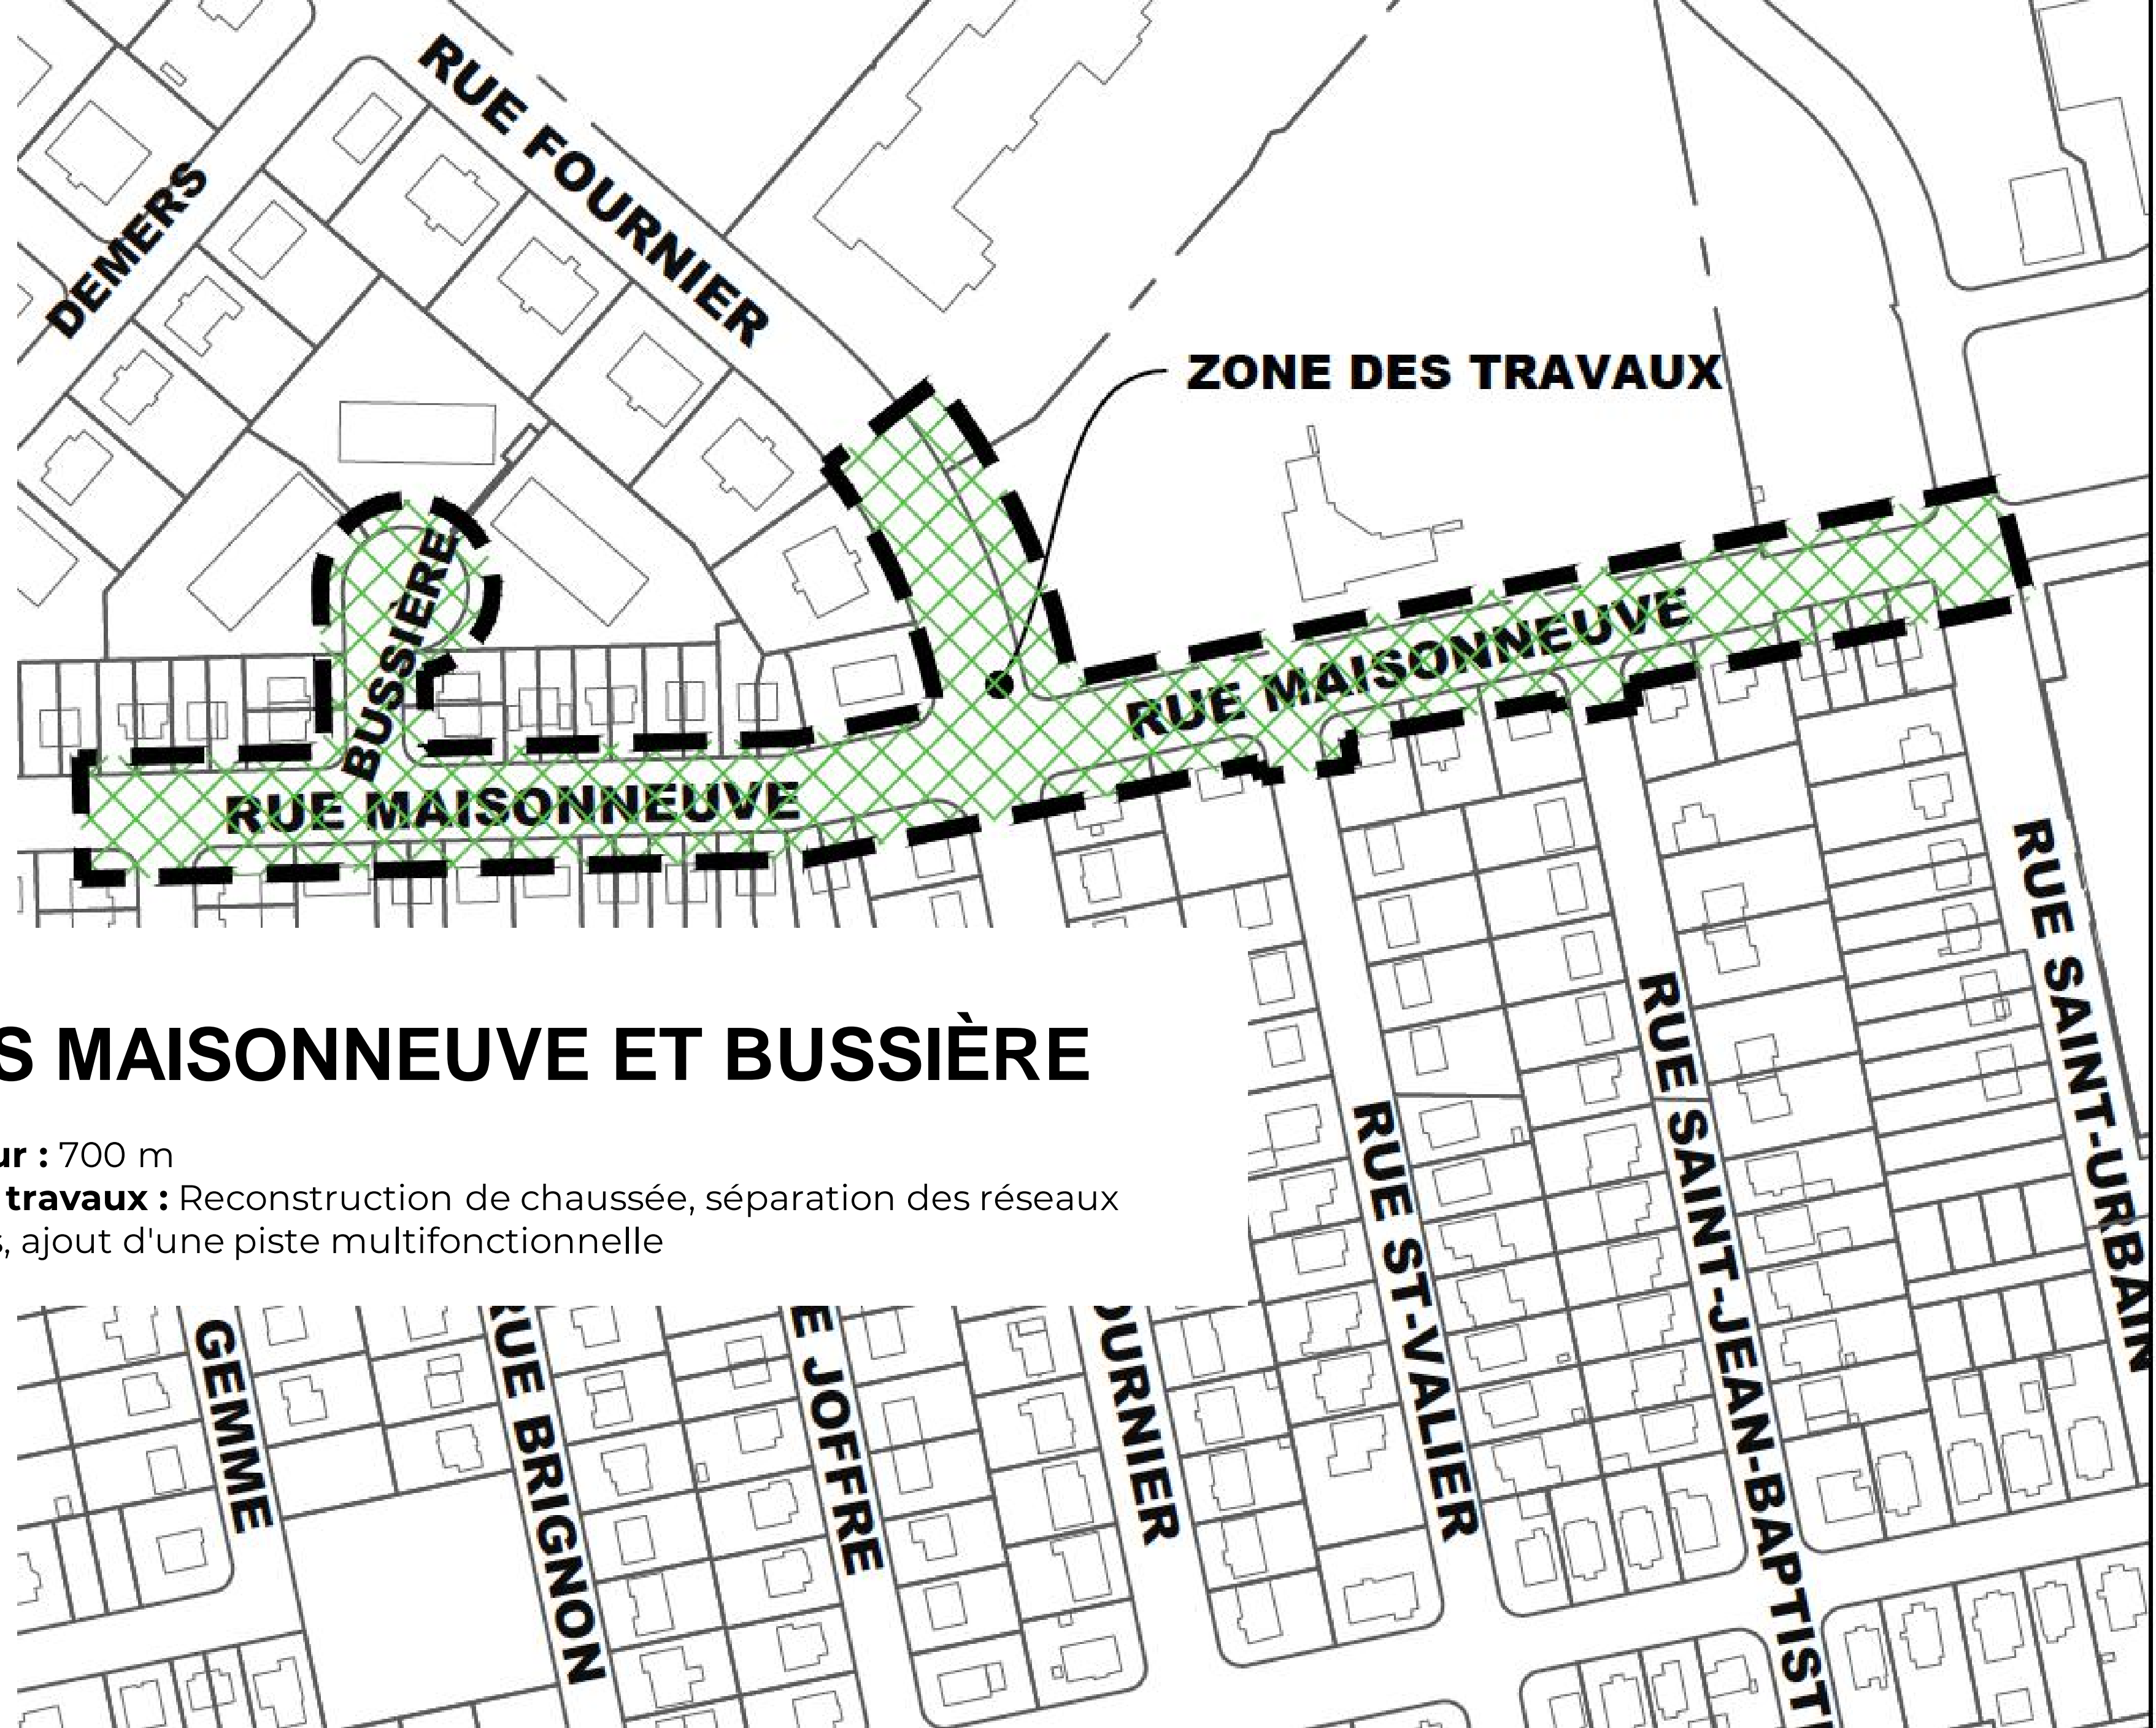 RUE FOURNIER
DEMERS
ZONE DES TRAVAUX
BUSSIÈRE
RUE MAISONNEUVE
RUE MAISONNEUVE
RUE SAINT-URBAIN
S MAISONNEUVE ET BUSSIÈRE
ur : 700 m
travaux : Reconstruction de chaussée, séparation des réseaux
s, ajout d'une piste multifonctionnelle
RUE ST-VALIER
RUE SAINT-JEAN-BAPTIST
GEMME
RUE BRIGNON
E JOFFRE
OURNIER